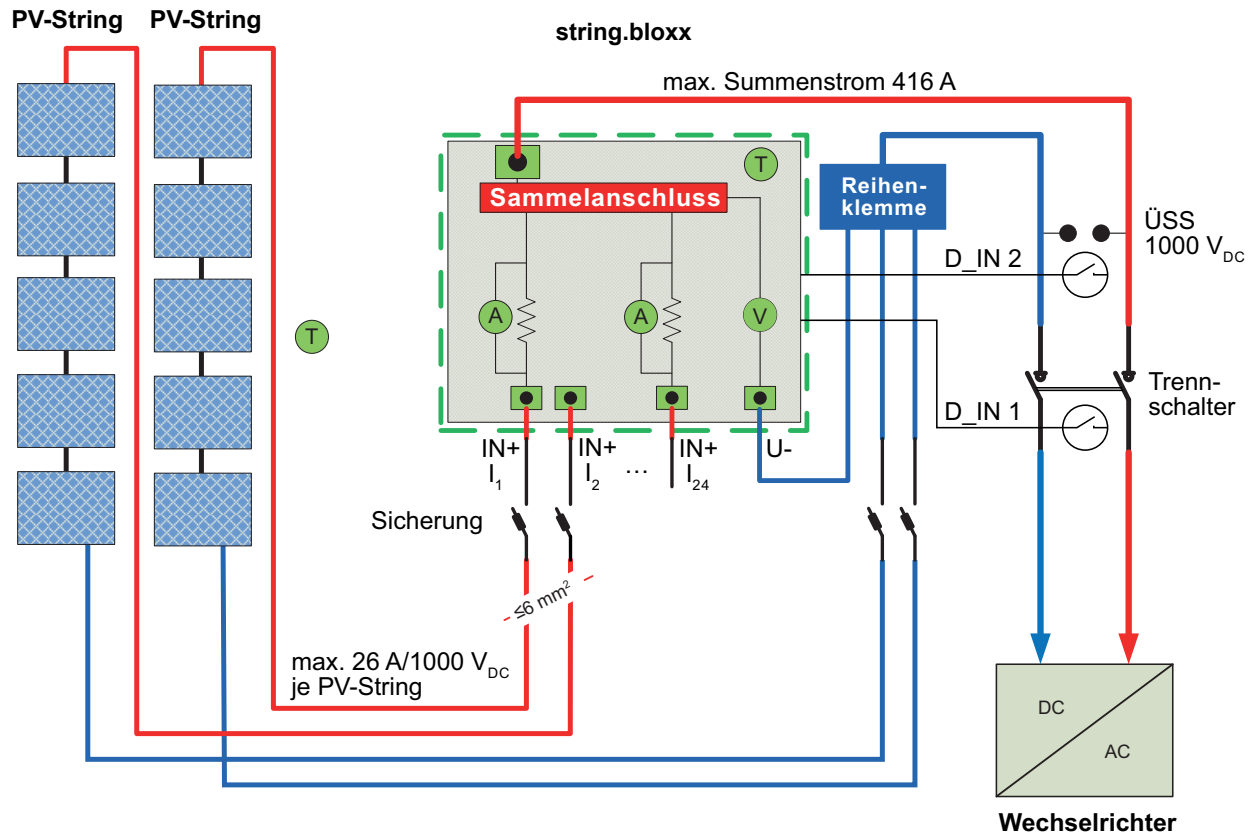 PV-String PV-String
string.bloxx
max. Summenstrom 416 A
T
Sammelanschluss
Reihen-
klemme
ÜSS
1000 V_DC
D_IN 2
A
A
V
T
Trenn-
schalter
D_IN 1
IN+ IN+ IN+ U-
I₁ I₂ … I₂₄
Sicherung
≤6 mm²
max. 26 A/1000 V_DC
je PV-String
DC
AC
Wechselrichter